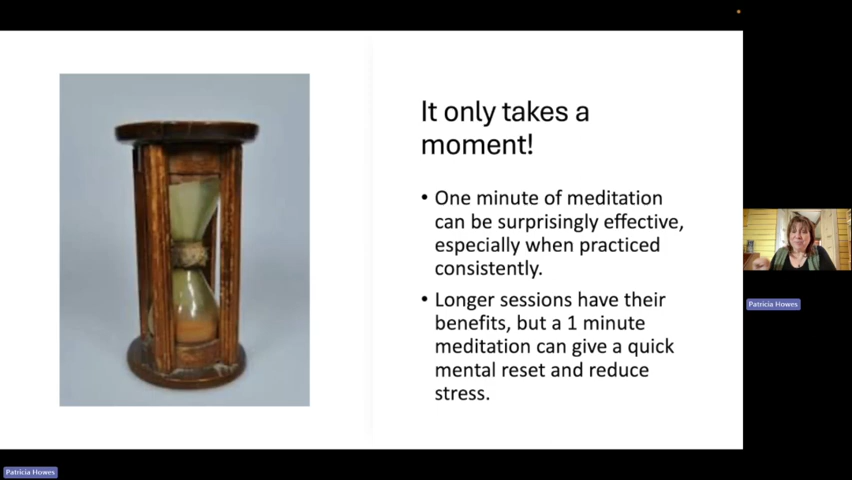 It only takes a
moment!
• One minute of meditation
can be surprisingly effective,
especially when practiced
consistently.
• Longer sessions have their
benefits, but a 1 minute
meditation can give a quick
mental reset and reduce
stress.
Patricia Howes
Patricia Howes